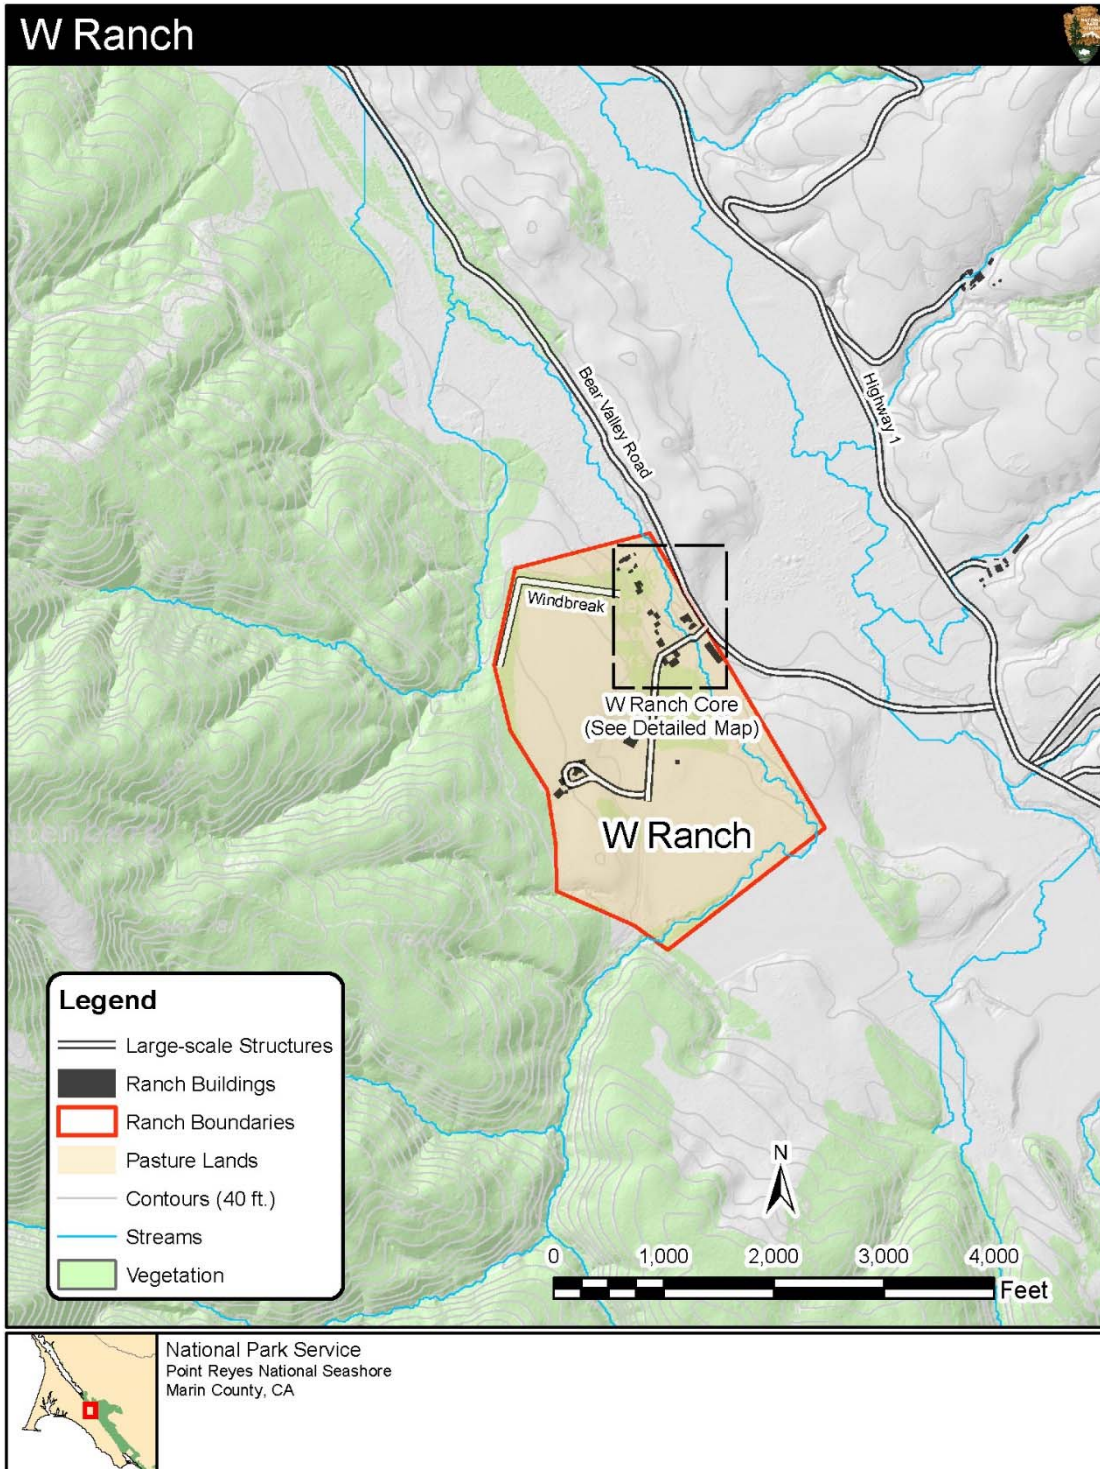 W Ranch
Bear Valley Road
Highway 1
Windbreak
W Ranch Core
(See Detailed Map)
W Ranch
Legend
Large-scale Structures
Ranch Buildings
Ranch Boundaries
Pasture Lands
Contours (40 ft.)
Streams
Vegetation
N
0 1,000 2,000 3,000 4,000
Feet
National Park Service
Point Reyes National Seashore
Marin County, CA